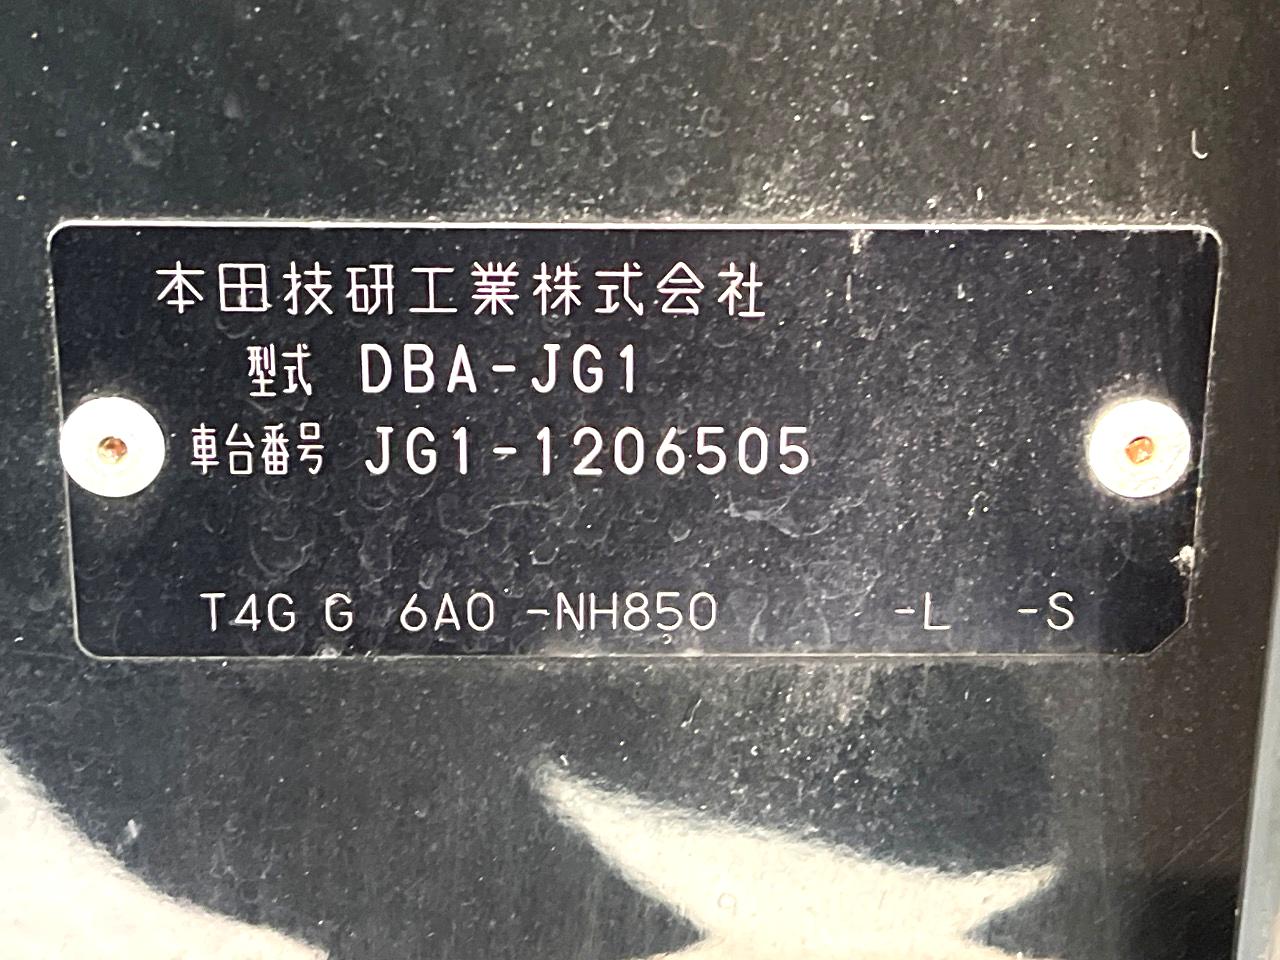 本田技研工業株式会社
型式 DBA-JG1
車台番号 JG1-1206505
T4G G 6A0 -NH850 -L -S